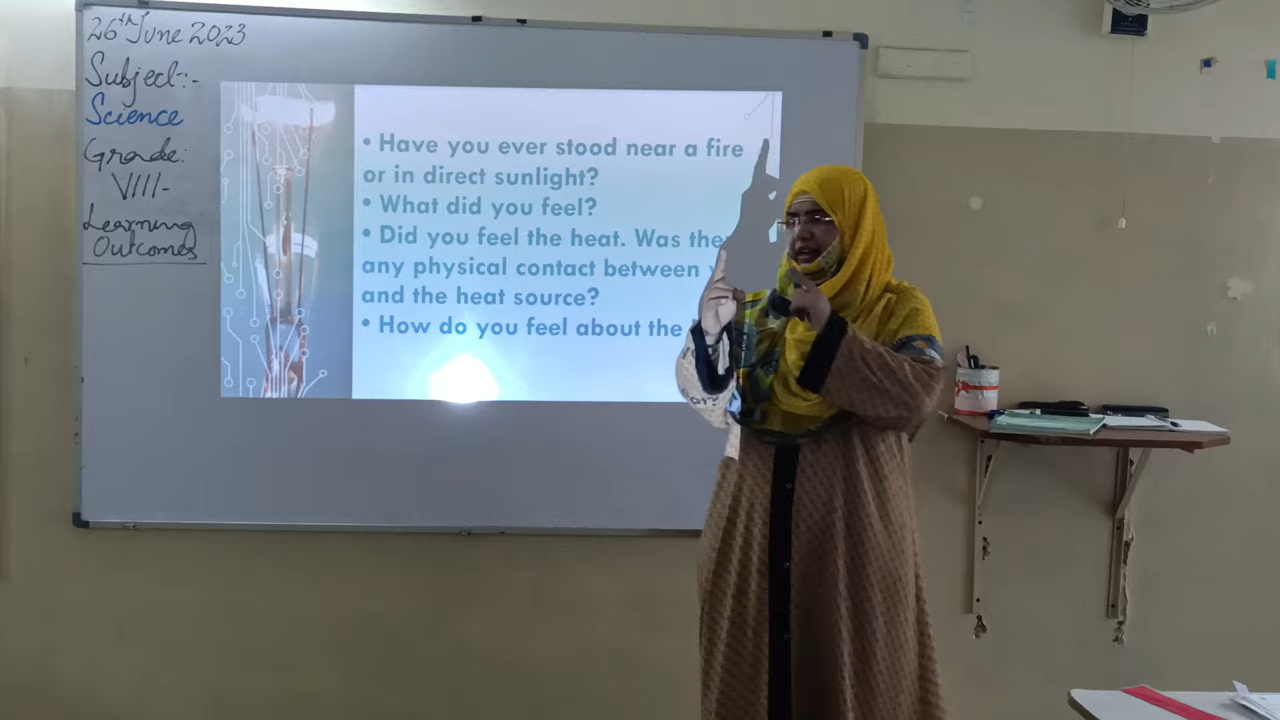 26th June 2023
Subject:-
Science
Grade:
VIII-
Learning
Outcomes
• Have you ever stood near a fire
or in direct sunlight?
• What did you feel?
• Did you feel the heat. Was
any physical contact between
and the heat source?
• How do you feel about the